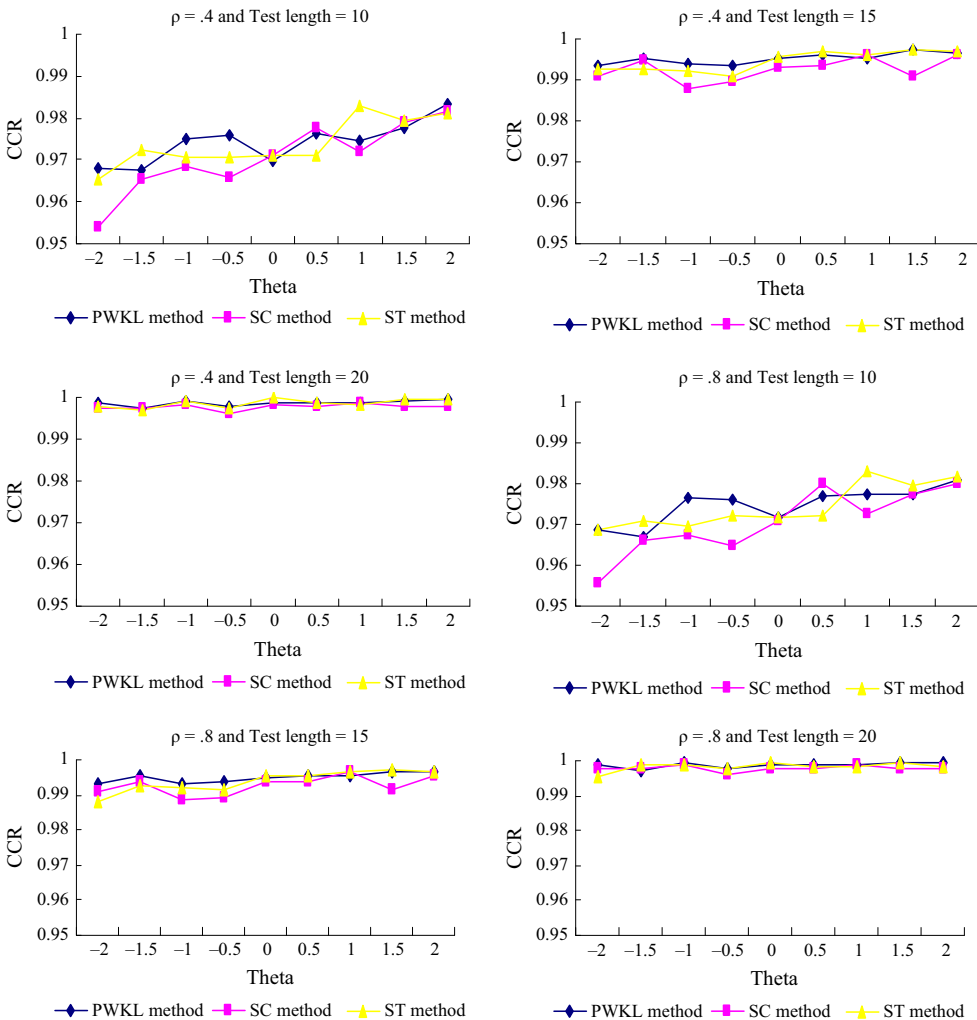 ρ = .4 and Test length = 10
1
0.99
0.98
0.97
0.96
0.95
CCR
–2 –1.5 –1 –0.5 0 0.5 1 1.5 2
Theta
PWKL method SC method ST method
ρ = .4 and Test length = 15
1
0.99
0.98
0.97
0.96
0.95
CCR
–2 –1.5 –1 –0.5 0 0.5 1 1.5 2
Theta
PWKL method SC method ST method
ρ = .4 and Test length = 20
1
0.99
0.98
0.97
0.96
0.95
CCR
–2 –1.5 –1 –0.5 0 0.5 1 1.5 2
Theta
PWKL method SC method ST method
ρ = .8 and Test length = 10
1
0.99
0.98
0.97
0.96
0.95
CCR
–2 –1.5 –1 –0.5 0 0.5 1 1.5 2
Theta
PWKL method SC method ST method
ρ = .8 and Test length = 15
1
0.99
0.98
0.97
0.96
0.95
CCR
–2 –1.5 –1 –0.5 0 0.5 1 1.5 2
Theta
PWKL method SC method ST method
ρ = .8 and Test length = 20
1
0.99
0.98
0.97
0.96
0.95
CCR
–2 –1.5 –1 –0.5 0 0.5 1 1.5 2
Theta
PWKL method SC method ST method